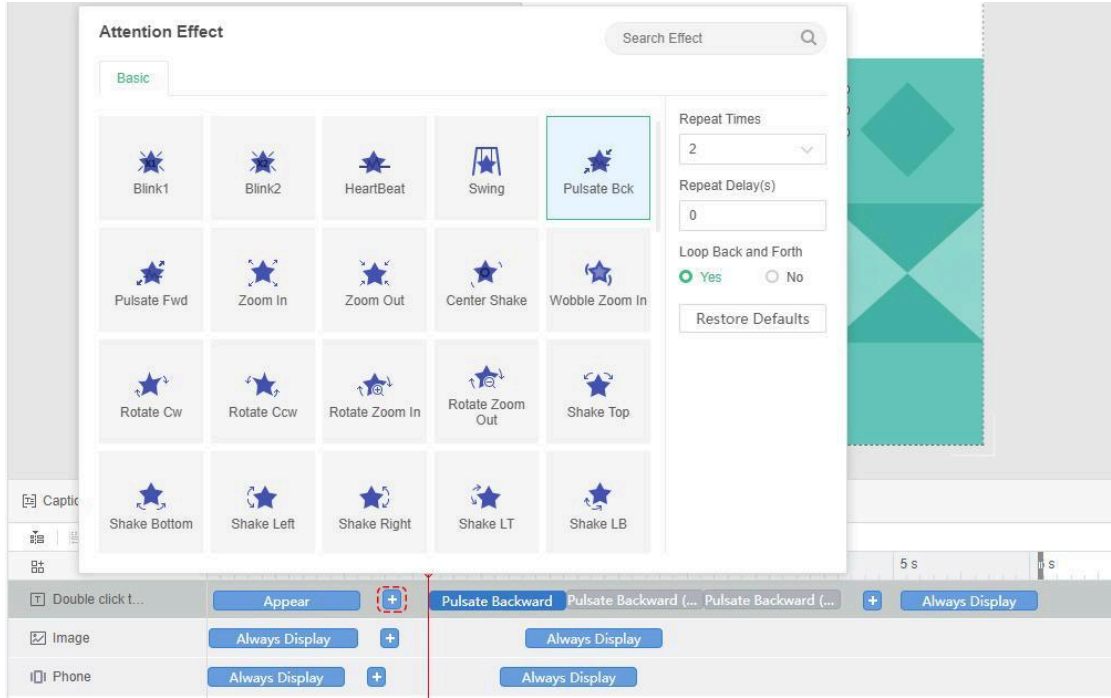 Attention Effect
Search Effect
Basic
Blink1
Blink2
HeartBeat
Swing
Pulsate Bck
Pulsate Fwd
Zoom In
Zoom Out
Center Shake
Wobble Zoom In
Rotate Cw
Rotate Ccw
Rotate Zoom In
Rotate Zoom
Out
Shake Top
Shake Bottom
Shake Left
Shake Right
Shake LT
Shake LB
Repeat Times
2
Repeat Delay(s)
0
Loop Back and Forth
Yes
No
Restore Defaults
Captio
5 s
s
Double click t...
Appear
Pulsate Backward
Pulsate Backward (...
Pulsate Backward (...
Always Display
Image
Always Display
Always Display
Phone
Always Display
Always Display